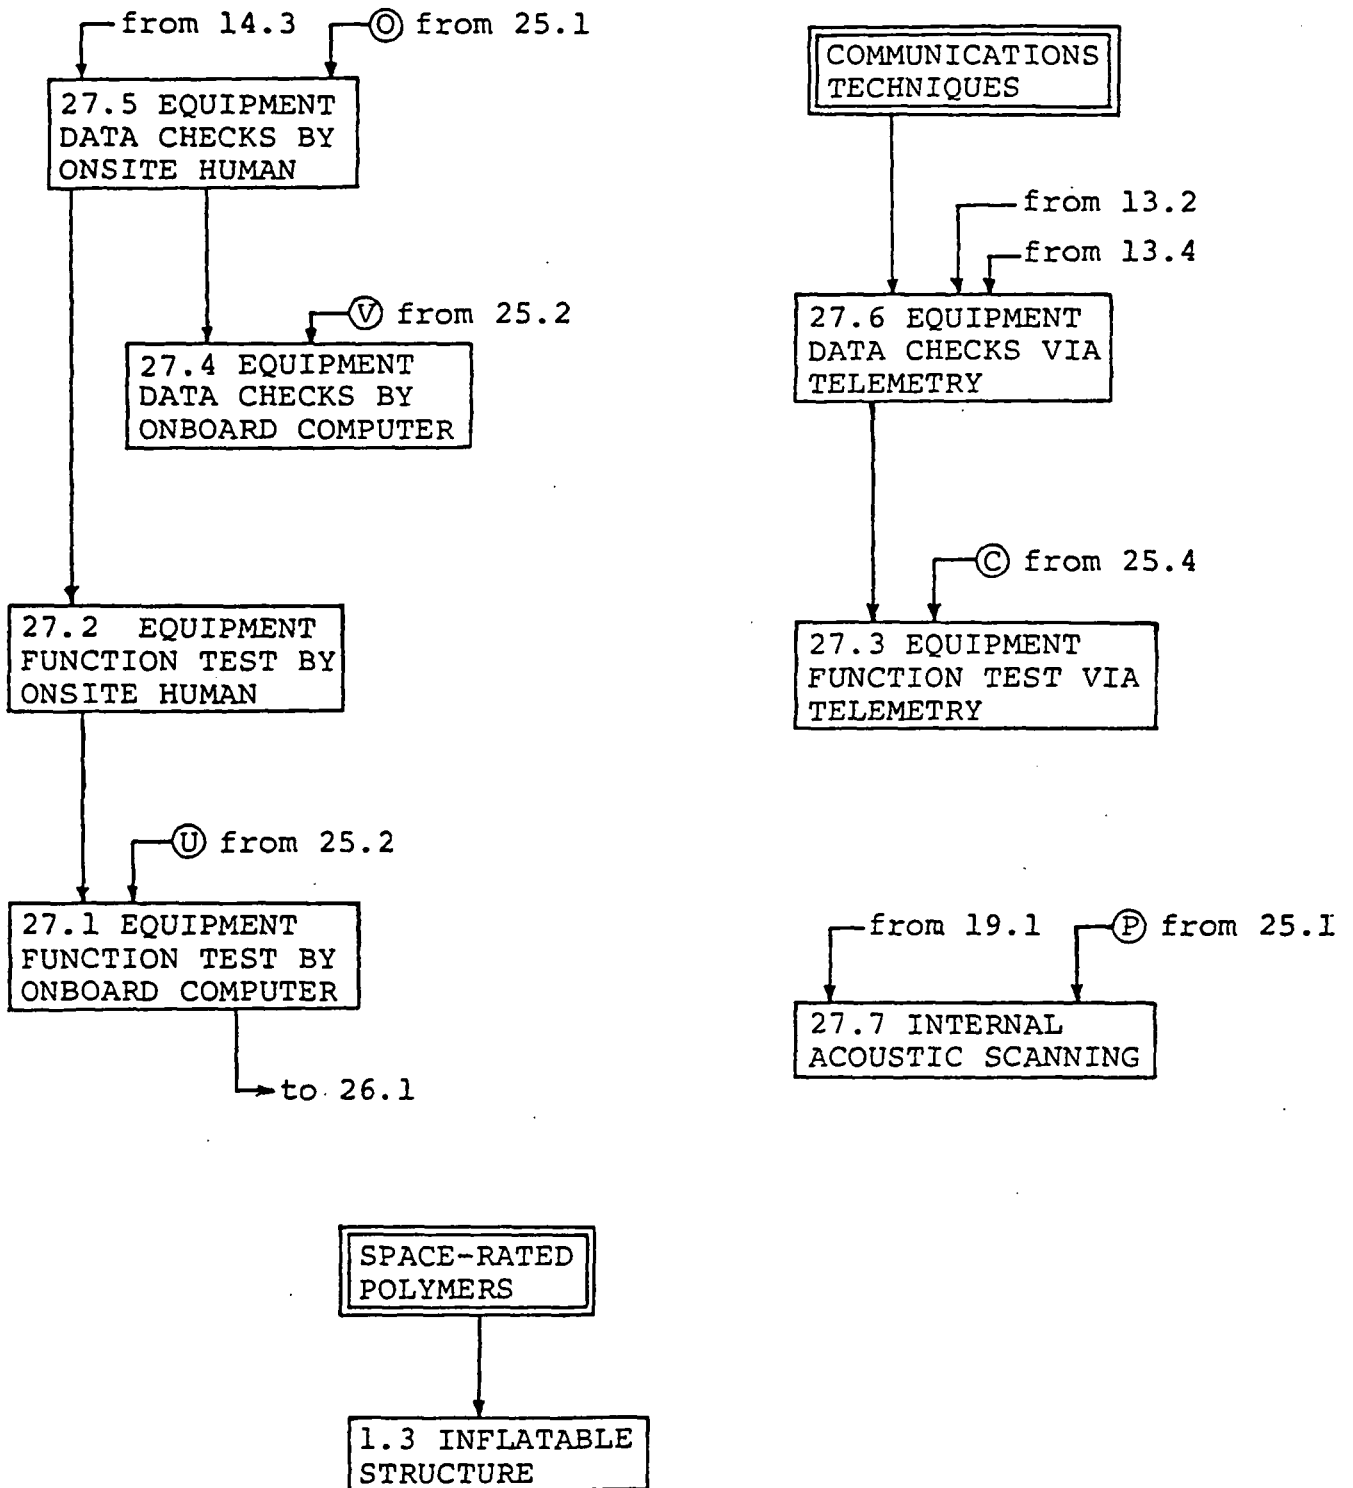 from 14.3
O from 25.1
27.5 EQUIPMENT
DATA CHECKS BY
ONSITE HUMAN
V from 25.2
27.4 EQUIPMENT
DATA CHECKS BY
ONBOARD COMPUTER
27.2 EQUIPMENT
FUNCTION TEST BY
ONSITE HUMAN
U from 25.2
27.1 EQUIPMENT
FUNCTION TEST BY
ONBOARD COMPUTER
to 26.1
COMMUNICATIONS
TECHNIQUES
from 13.2
from 13.4
27.6 EQUIPMENT
DATA CHECKS VIA
TELEMETRY
C from 25.4
27.3 EQUIPMENT
FUNCTION TEST VIA
TELEMETRY
from 19.1
P from 25.1
27.7 INTERNAL
ACOUSTIC SCANNING
SPACE-RATED
POLYMERS
1.3 INFLATABLE
STRUCTURE